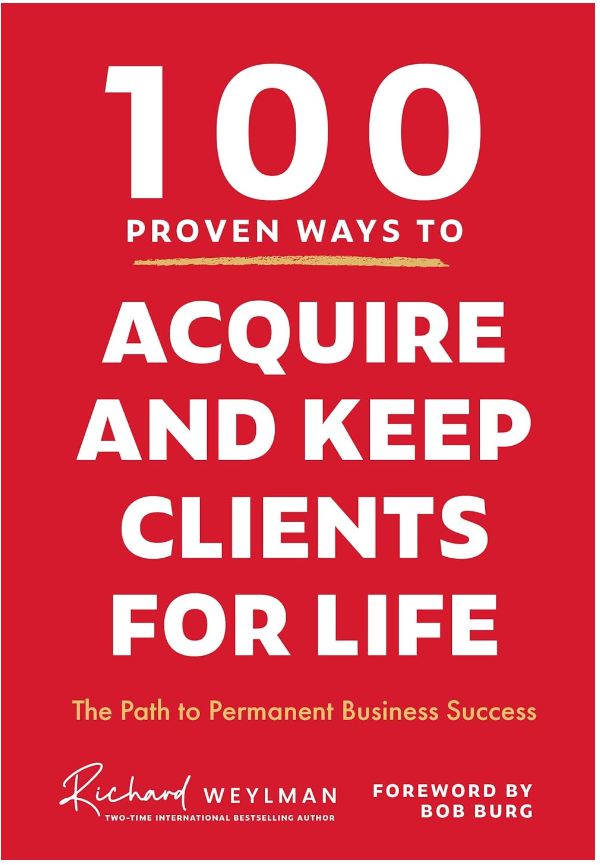 100
PROVEN WAYS TO
ACQUIRE
AND KEEP
CLIENTS
FOR LIFE
The Path to Permanent Business Success
Richard WEYLMAN
TWO-TIME INTERNATIONAL BESTSELLING AUTHOR
FOREWORD BY
BOB BURG